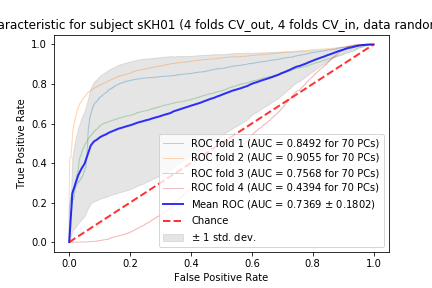 aracteristic for subject sKH01 (4 folds CV_out, 4 folds CV_in, data random
1.0
0.8
0.6
0.4
0.2
0.0
True Positive Rate
ROC fold 1 (AUC = 0.8492 for 70 PCs)
ROC fold 2 (AUC = 0.9055 for 70 PCs)
ROC fold 3 (AUC = 0.7568 for 70 PCs)
ROC fold 4 (AUC = 0.4394 for 70 PCs)
Mean ROC (AUC = 0.7369 ± 0.1802)
Chance
± 1 std. dev.
0.0 0.2 0.4 0.6 0.8 1.0
False Positive Rate